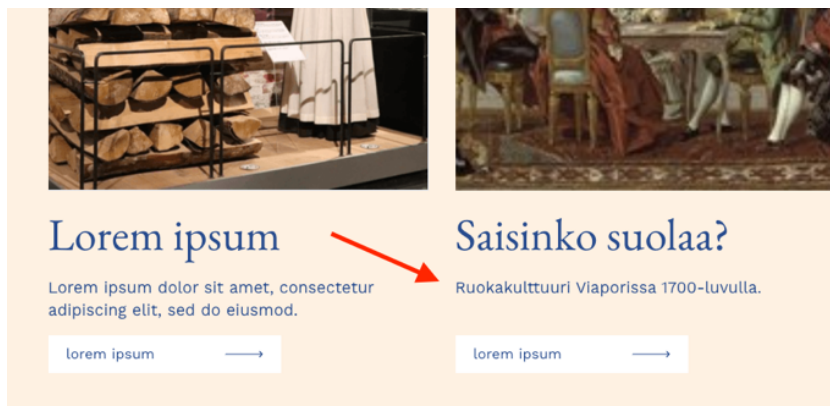 Lorem ipsum
Lorem ipsum dolor sit amet, consectetur
adipiscing elit, sed do eiusmod.
lorem ipsum
Saisinko suolaa?
Ruokakulttuuri Viaporissa 1700-luvulla.
lorem ipsum